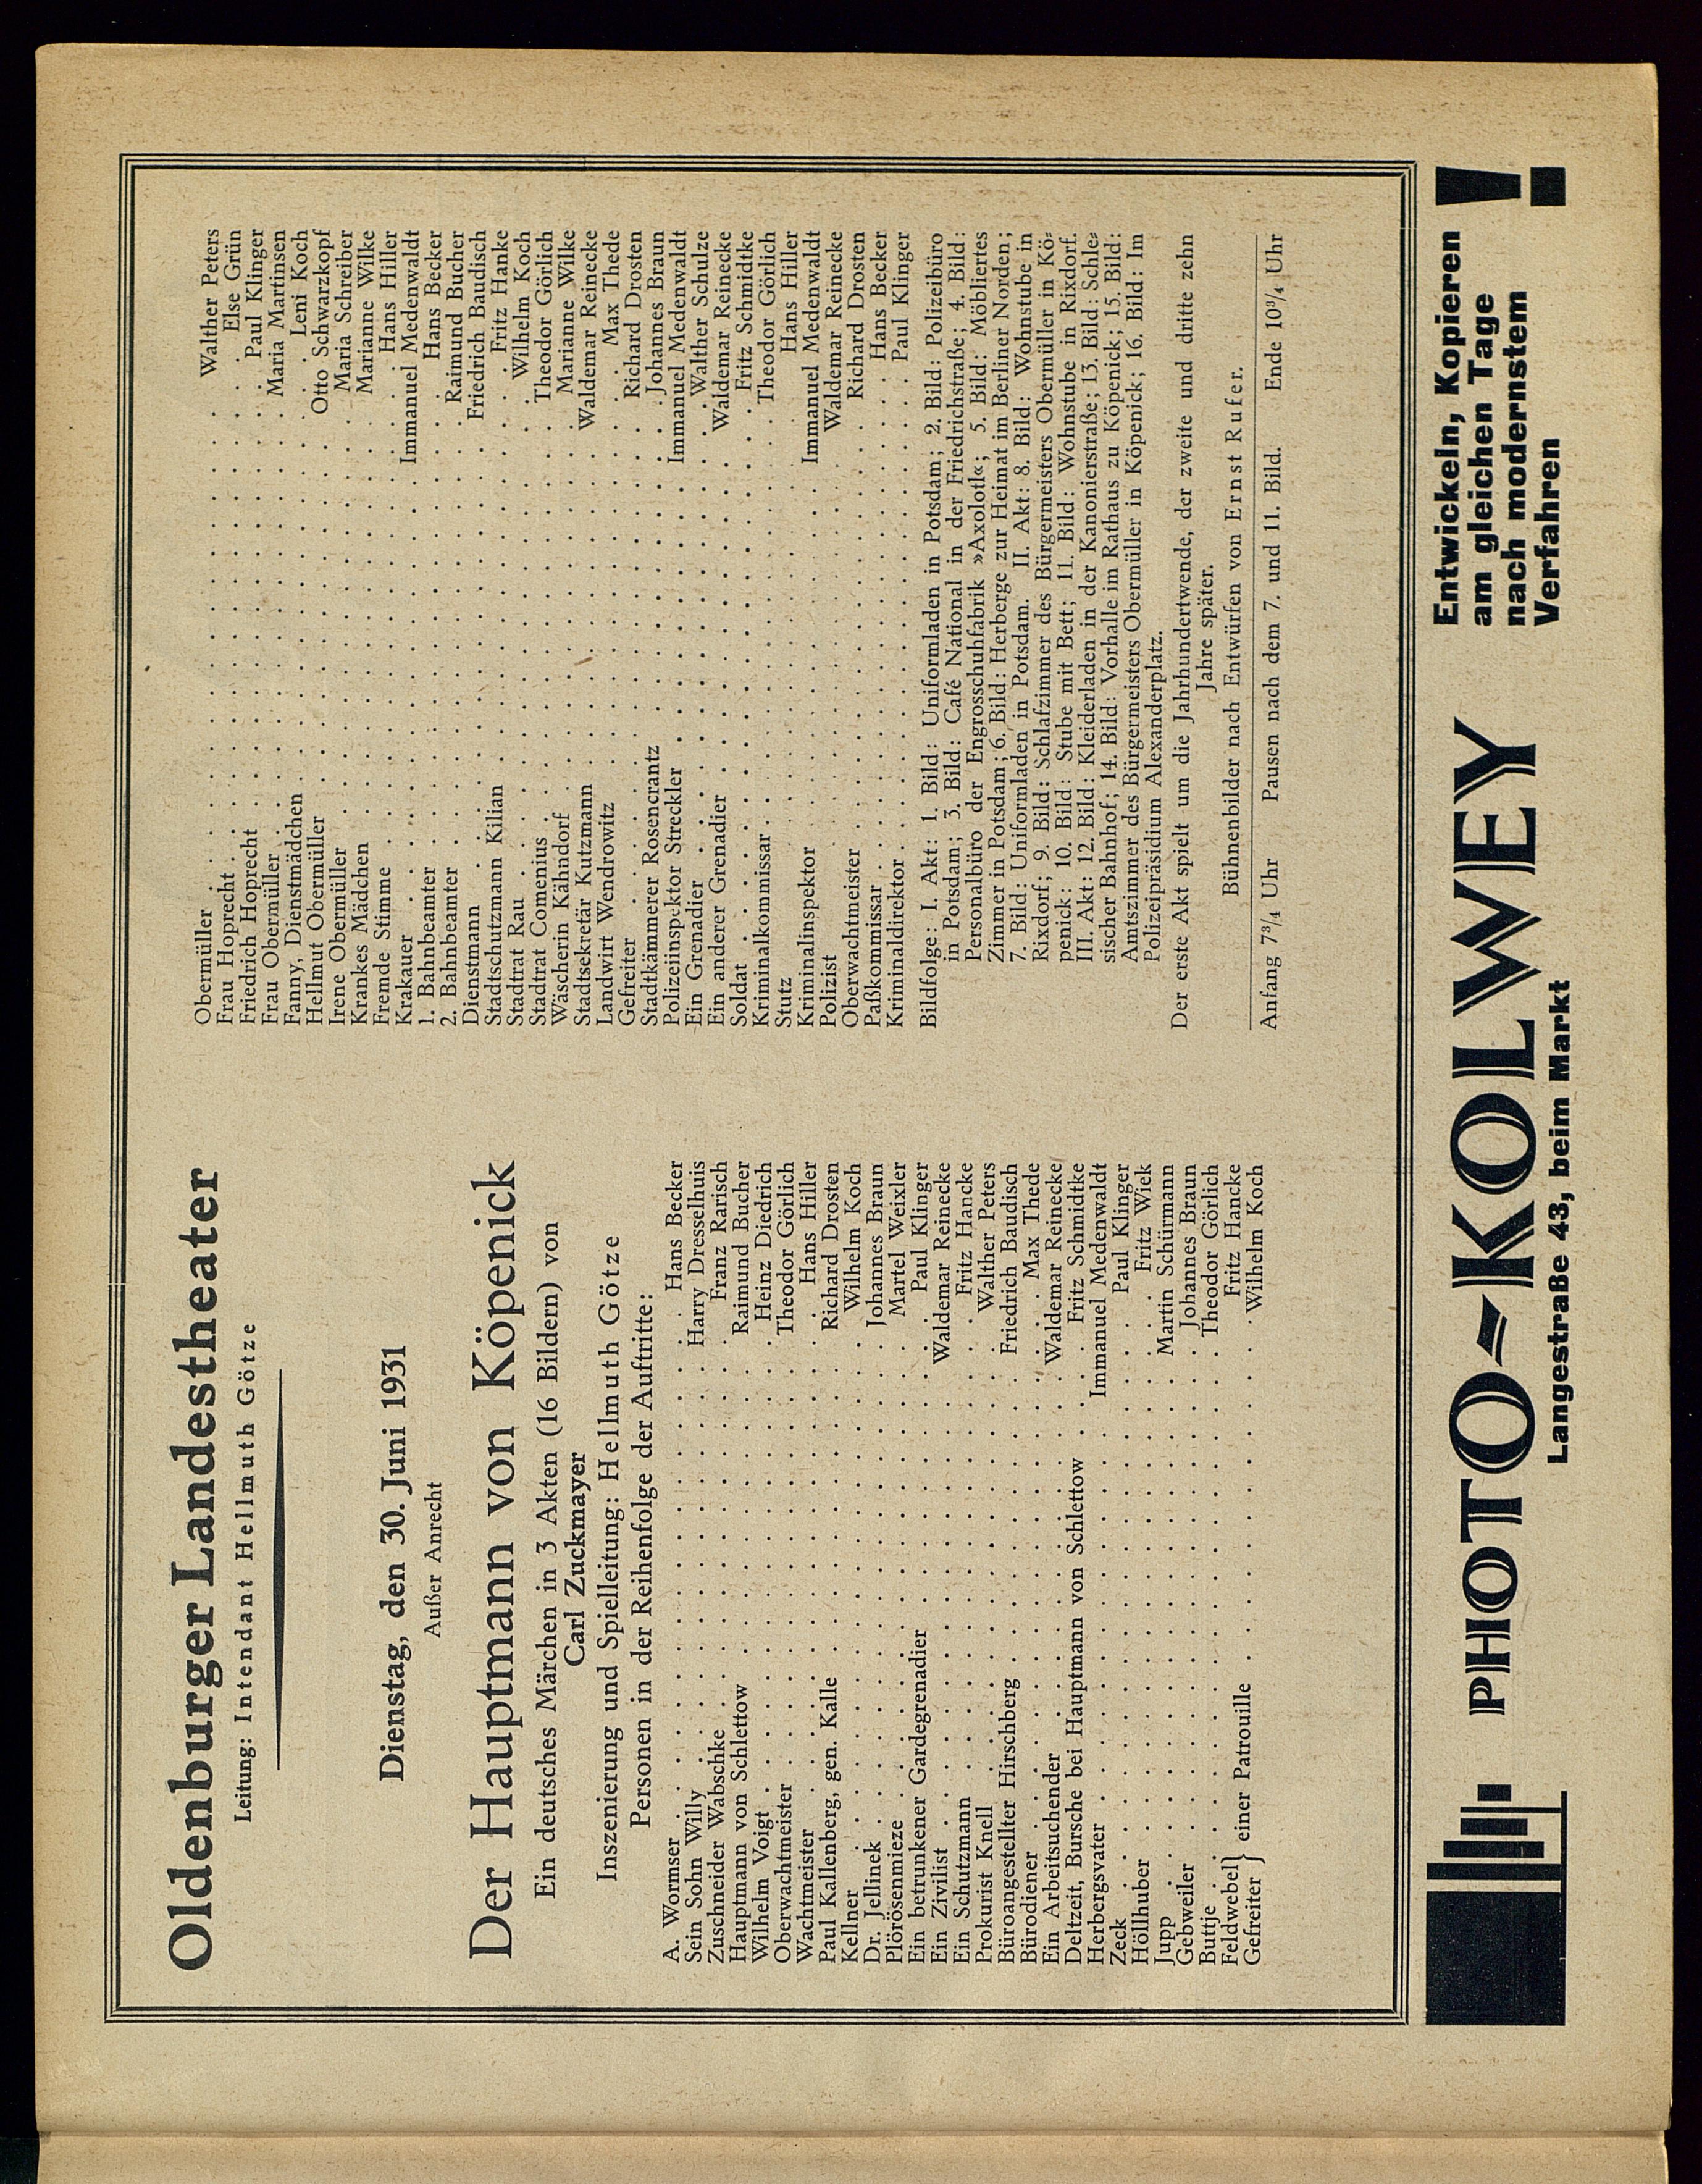 Oldenburger Landestheater
Leitung: Intendant Hellmuth Götze
Dienstag, den 30. Juni 1931
Außer Anrecht
Der Hauptmann von Köpenick
Ein deutsches Märchen in 3 Akten (16 Bildern) von
Carl Zuckmayer
Inszenierung und Spielleitung: Hellmuth Götze
Personen in der Reihenfolge der Auftritte:
A. Wormser . . . . . Hans Becker
Sein Sohn Willy . . . . . Harry Dresselhuis
Zuschneider Wabschke . . . . . Franz Rarisch
Hauptmann von Schlettow . . . . . Raimund Bucher
Wilhelm Voigt . . . . . Heinz Diedrich
Oberwachtmeister . . . . . Theodor Görlich
Wachtmeister . . . . . Hans Hiller
Paul Kallenberg, gen. Kalle . . . . . Richard Drosten
Kellner . . . . . Wilhelm Koch
Dr. Jellinek . . . . . Johannes Braun
Plörösenmieze . . . . . Martel Weixler
Ein betrunkener Gardegrenadier . . . . . Paul Klinger
Ein Zivilist . . . . . Waldemar Reinecke
Ein Schutzmann . . . . . Fritz Hancke
Prokurist Knell . . . . . Walther Peters
Büroangestellter Hirschberg . . . . . Friedrich Baudisch
Bürodiener . . . . . Max Thede
Ein Arbeitsuchender . . . . . Waldemar Reinecke
Deltzeit, Bursche bei Hauptmann von Schlettow . . . . . Fritz Schmidtke
Herbergsvater . . . . . Immanuel Medenwaldt
Zeck . . . . . Paul Klinger
Höllhuber . . . . . Fritz Wiek
Jupp . . . . . Martin Schürmann
Gebweiler . . . . . Johannes Braun
Buttje . . . . . Theodor Görlich
Feldwebel } einer Patrouille . . . . . Fritz Hancke
Gefreiter } . . . . . Wilhelm Koch
Obermüller . . . . . Walther Peters
Frau Hoprecht . . . . . Else Grün
Friedrich Hoprecht . . . . . Paul Klinger
Frau Obermüller . . . . . Maria Martinsen
Fanny, Dienstmädchen . . . . . Leni Koch
Hellmut Obermüller . . . . . Otto Schwarzkopf
Irene Obermüller . . . . . Maria Schreiber
Krankes Mädchen . . . . . Marianne Wilke
Fremde Stimme . . . . . Hans Hiller
Krakauer . . . . . Immanuel Medenwaldt
1. Bahnbeamter . . . . . Hans Becker
2. Bahnbeamter . . . . . Raimund Bucher
Dienstmann . . . . . Friedrich Baudisch
Stadtschutzmann Kilian . . . . . Fritz Hanke
Stadtrat Rau . . . . . Wilhelm Koch
Stadtrat Comenius . . . . . Theodor Görlich
Wäscherin Kähndorf . . . . . Marianne Wilke
Stadtsekretär Kutzmann . . . . . Waldemar Reinecke
Landwirt Wendrowitz . . . . . Max Thede
Gefreiter . . . . . Richard Drosten
Stadtkämmerer Rosencrantz . . . . . Johannes Braun
Polizeiinspektor Streckler . . . . . Immanuel Medenwaldt
Ein Grenadier . . . . . Walther Schulze
Ein anderer Grenadier . . . . . Waldemar Reinecke
Soldat . . . . . Fritz Schmidtke
Kriminalkommissar . . . . . Theodor Görlich
Stutz . . . . . Hans Hiller
Kriminalinspektor . . . . . Immanuel Medenwaldt
Polizist . . . . . Waldemar Reinecke
Oberwachtmeister . . . . . Richard Drosten
Paßkommissar . . . . . Hans Becker
Kriminaldirektor . . . . . Paul Klinger
Bildfolge: I. Akt: 1. Bild: Uniformladen in Potsdam; 2. Bild: Polizeibüro
in Potsdam; 3. Bild: Café National in der Friedrichstraße; 4. Bild:
Personalbüro der Engrosschuhfabrik »Axolotl«; 5. Bild: Möbliertes
Zimmer in Potsdam; 6. Bild: Herberge zur Heimat im Berliner Norden;
7. Bild: Uniformladen in Potsdam. II. Akt: 8. Bild: Wohnstube in
Rixdorf; 9. Bild: Schlafzimmer des Bürgermeisters Obermüller in Kö-
penick: 10. Bild: Stube mit Bett; 11. Bild: Wohnstube in Rixdorf.
III. Akt: 12. Bild: Kleiderladen in der Kanonierstraße; 13. Bild: Schle-
sischer Bahnhof; 14. Bild: Vorhalle im Rathaus zu Köpenick; 15. Bild:
Amtszimmer des Bürgermeisters Obermüller in Köpenick; 16. Bild: Im
Polizeipräsidium Alexanderplatz.
Der erste Akt spielt um die Jahrhundertwende, der zweite und dritte zehn
Jahre später.
Bühnenbilder nach Entwürfen von Ernst Rufer.
Anfang 7¾ Uhr Pausen nach dem 7. und 11. Bild. Ende 10¾ Uhr
PHOTO-KOLWEY
Langestraße 43, beim Markt
Entwickeln, Kopieren
am gleichen Tage
nach modernstem
Verfahren !